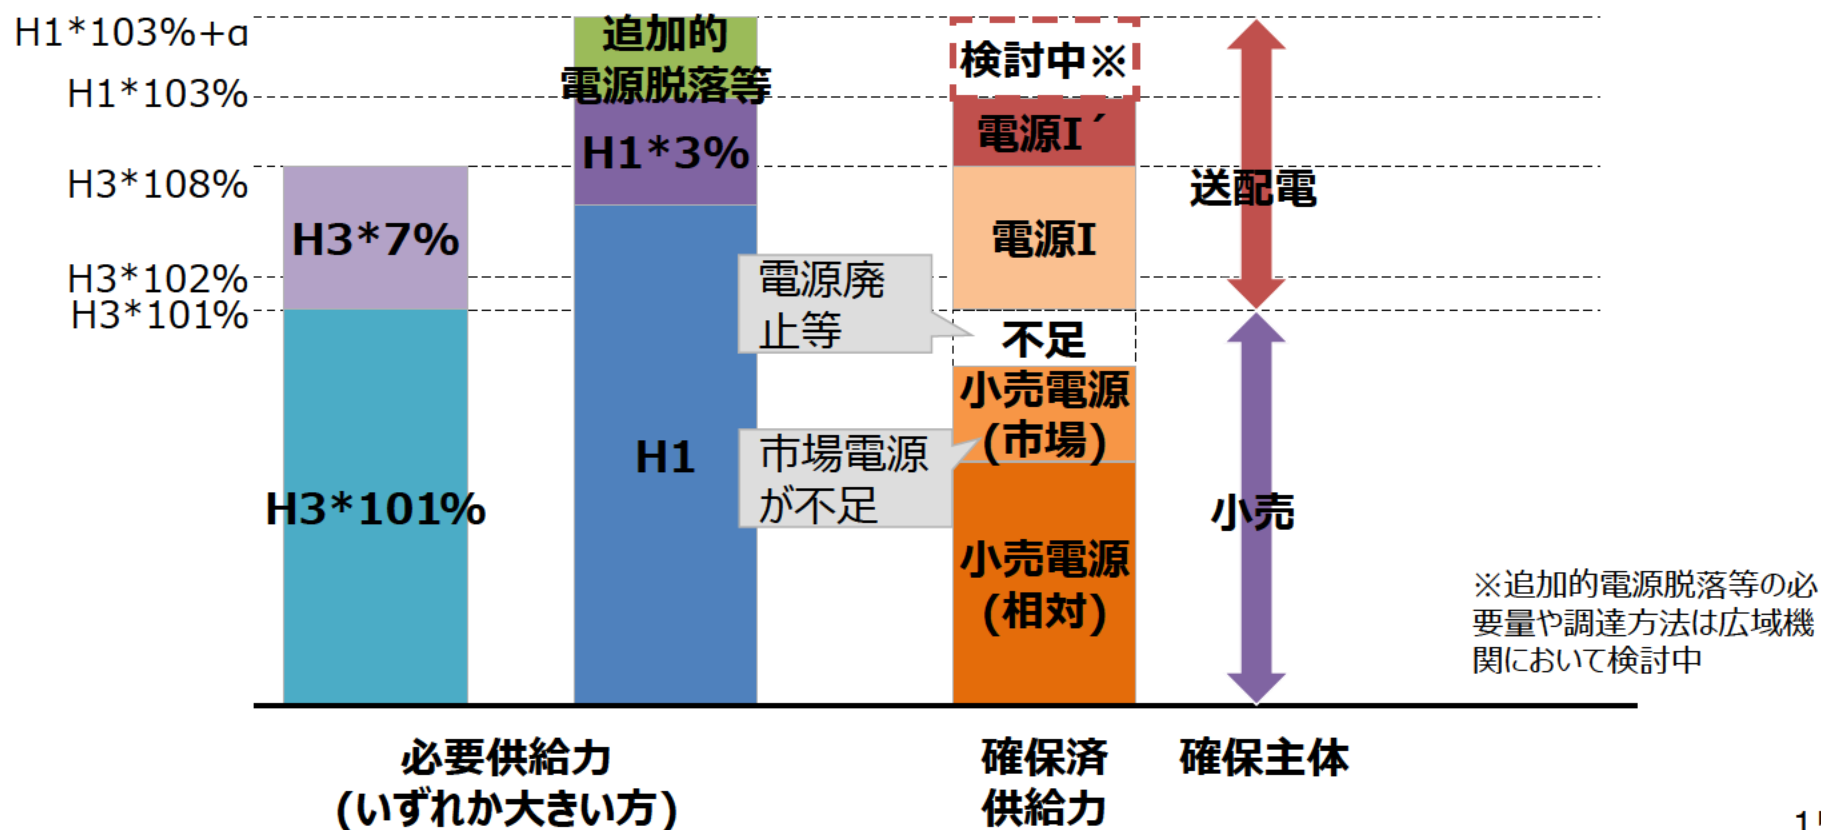 H1*103%+α
H1*103%
H3*108%
H3*102%
H3*101%
H3*7%
H3*101%
追加的
電源脱落等
H1*3%
H1
電源廃
止等
市場電源
が不足
検討中※
電源I´
電源I
不足
小売電源
(市場)
小売電源
(相対)
送配電
小売
※追加的電源脱落等の必
要量や調達方法は広域機
関において検討中
必要供給力
(いずれか大きい方)
確保済
供給力
確保主体